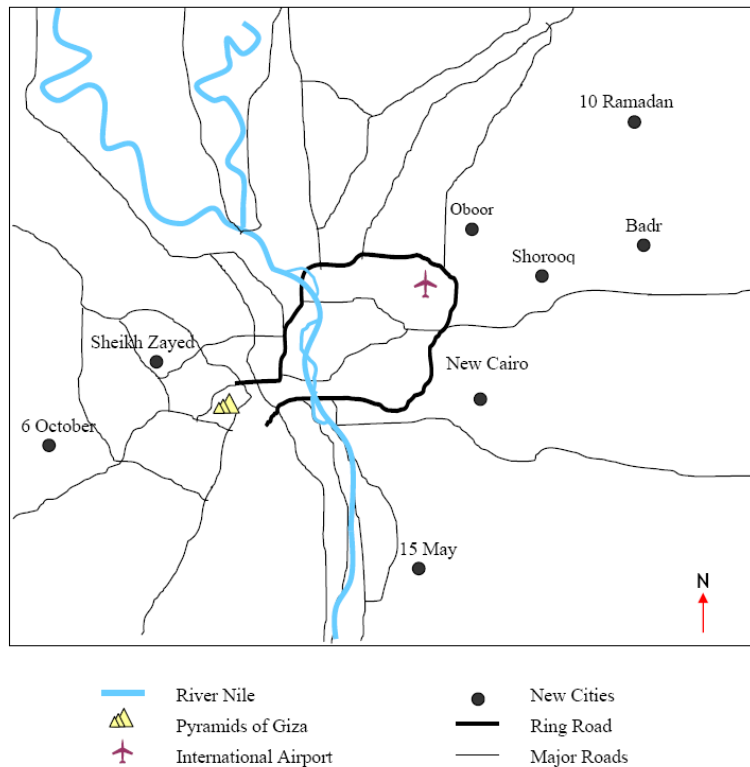 10 Ramadan
Oboor
Badr
Shorooq
Sheikh Zayed
New Cairo
6 October
15 May
N
River Nile
New Cities
Pyramids of Giza
Ring Road
International Airport
Major Roads